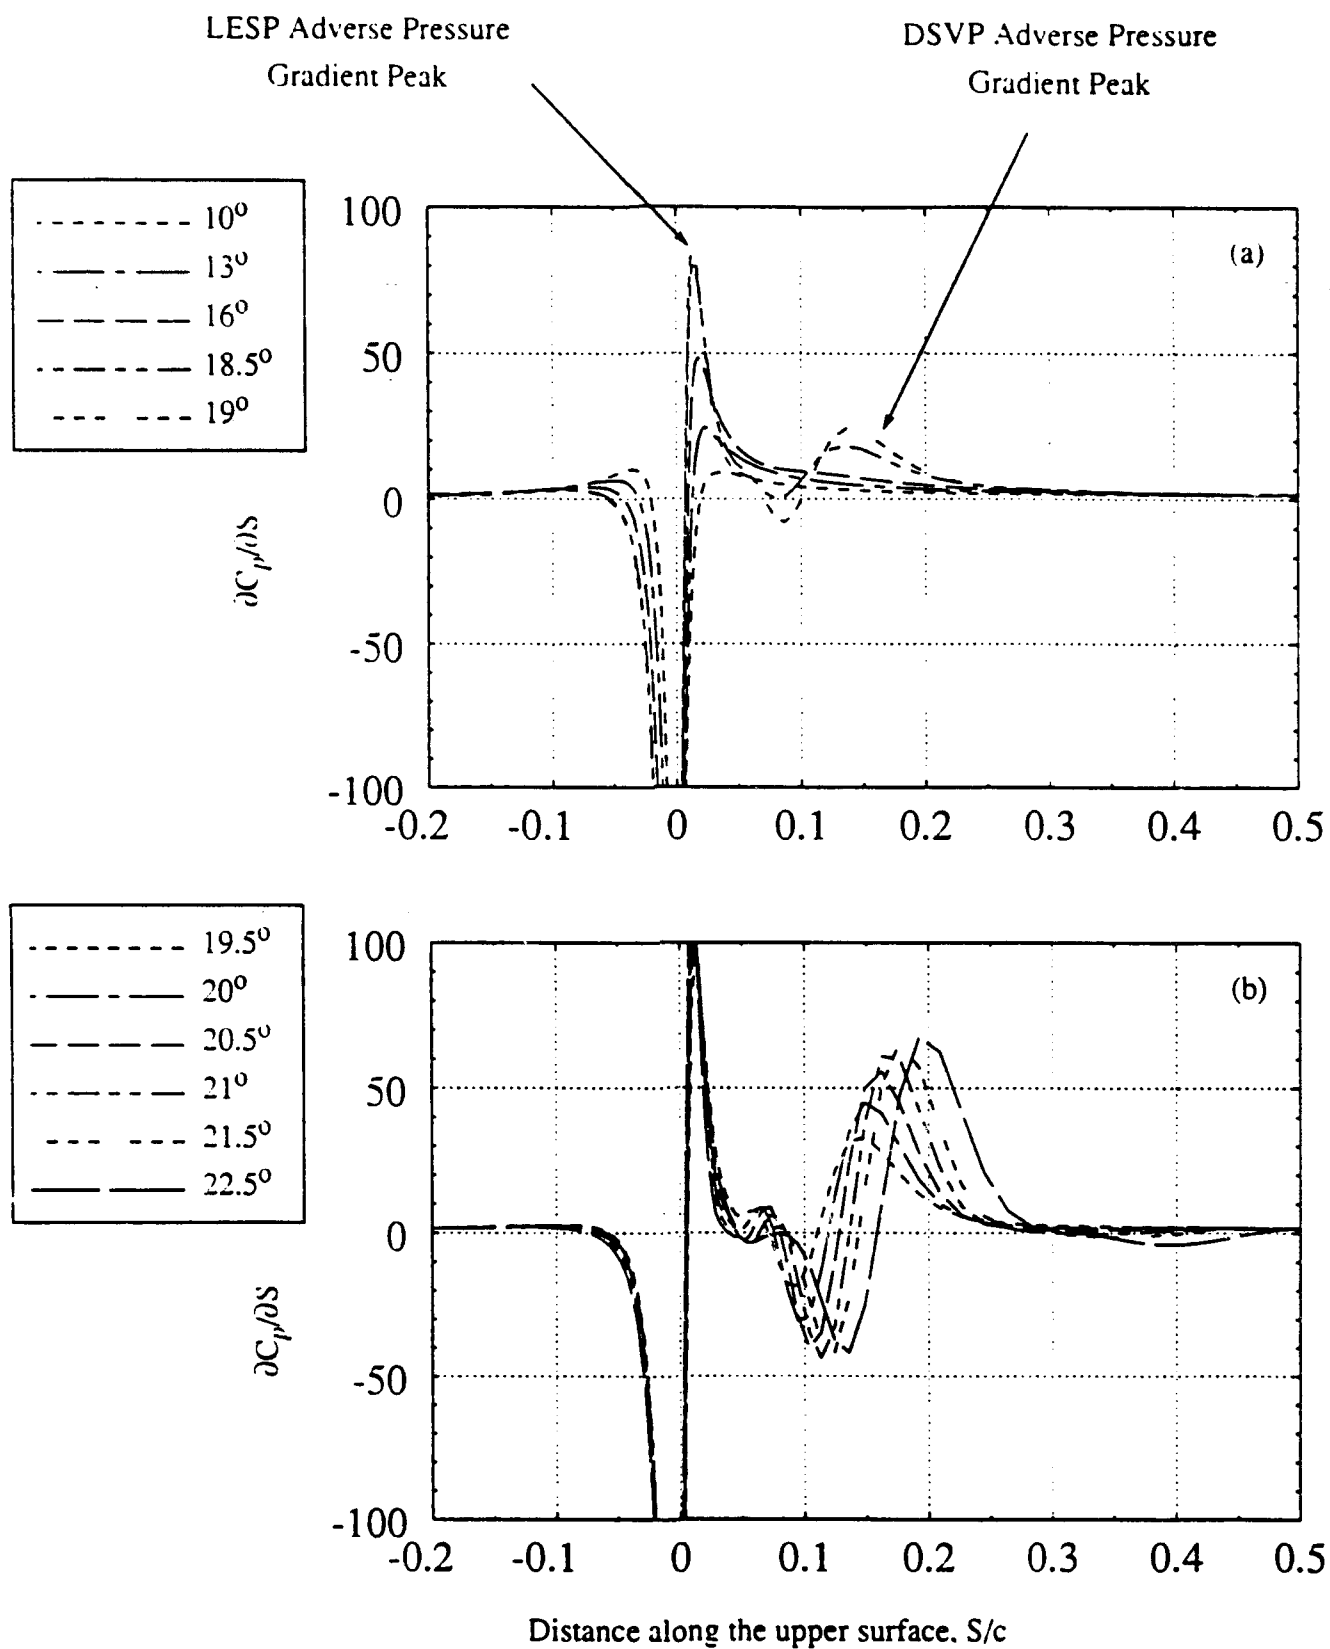 LESP Adverse Pressure
Gradient Peak
DSVP Adverse Pressure
Gradient Peak
10°
13°
16°
18.5°
19°
(a)
100
50
0
-50
-100
∂Cp/∂S
-0.2 -0.1 0 0.1 0.2 0.3 0.4 0.5
19.5°
20°
20.5°
21°
21.5°
22.5°
(b)
100
50
0
-50
-100
∂Cp/∂S
-0.2 -0.1 0 0.1 0.2 0.3 0.4 0.5
Distance along the upper surface, S/c